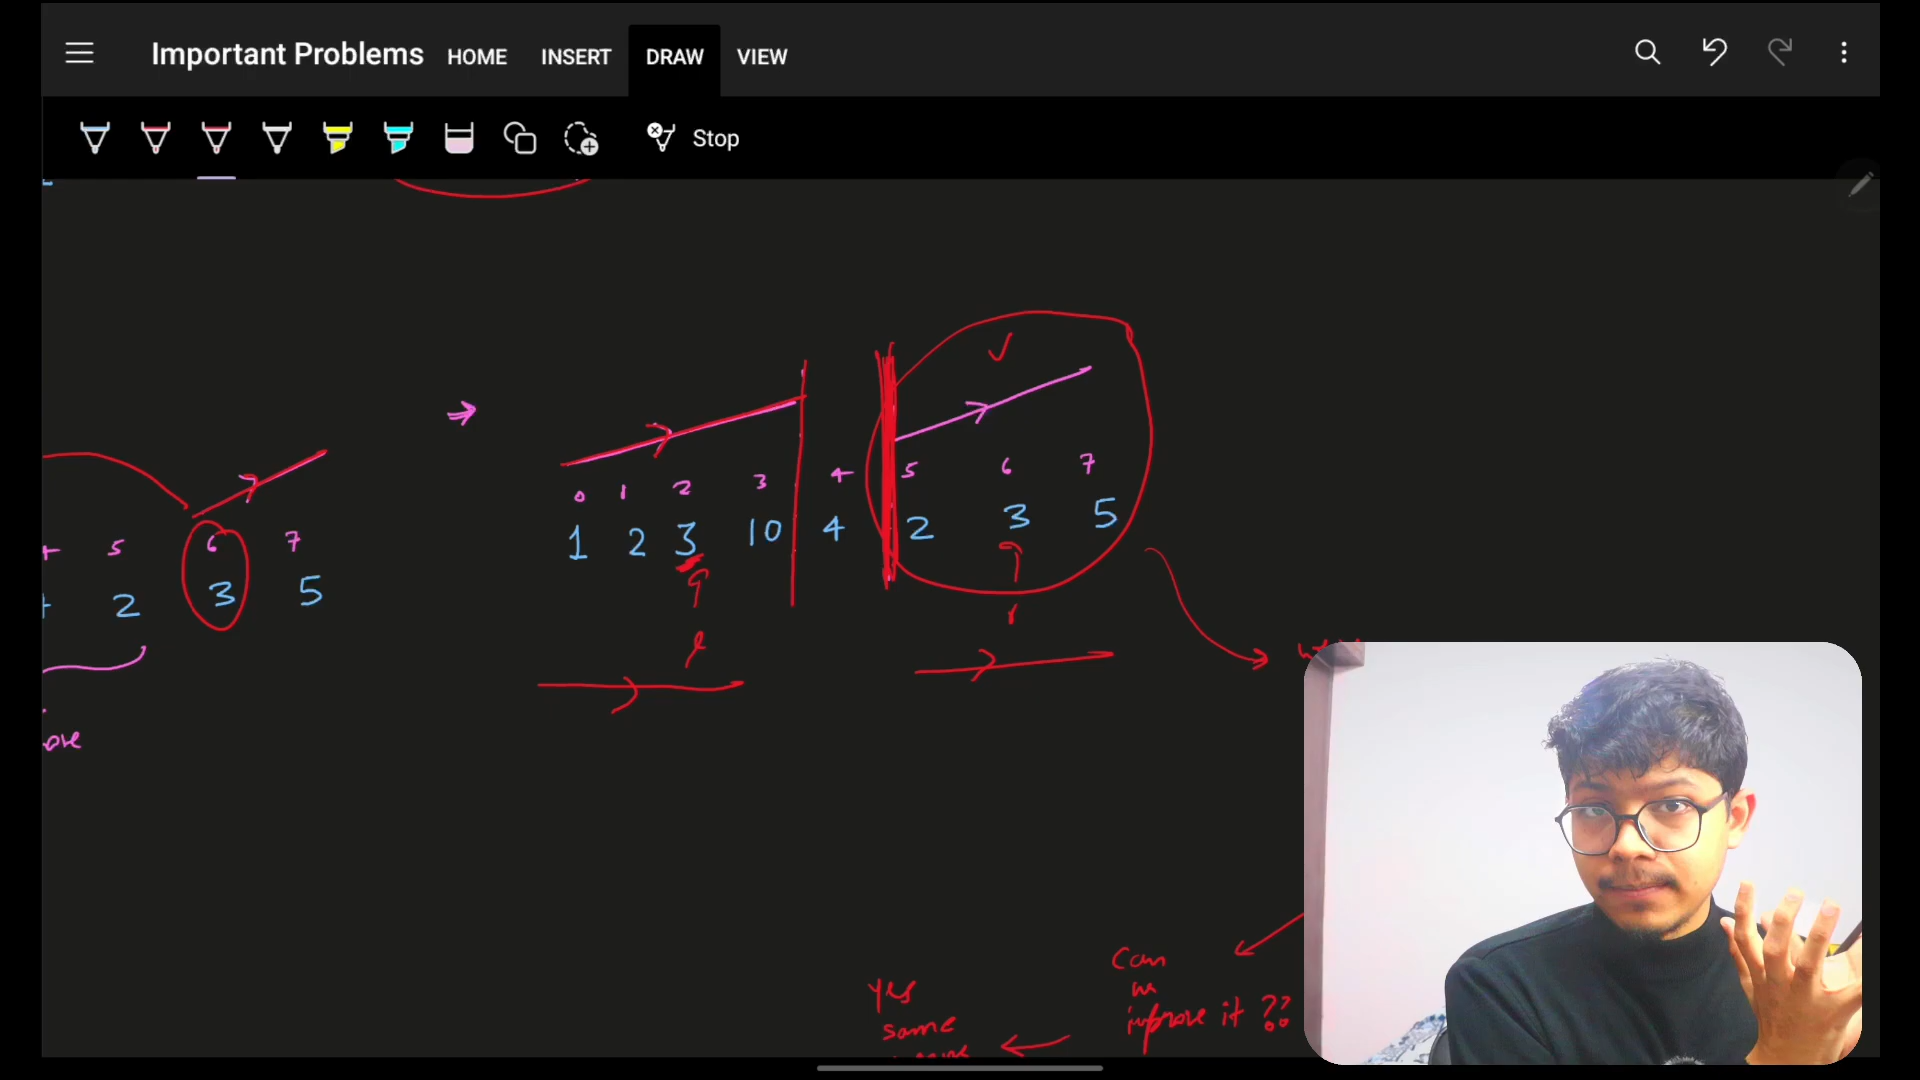 Important Problems HOME INSERT DRAW VIEW
Stop
0 1 2 3 4 5 6 7
1 2 3 10 4 2 3 5
l r
5 6 7
2 3 5
ove
Can
we
improve it ??
yes
same